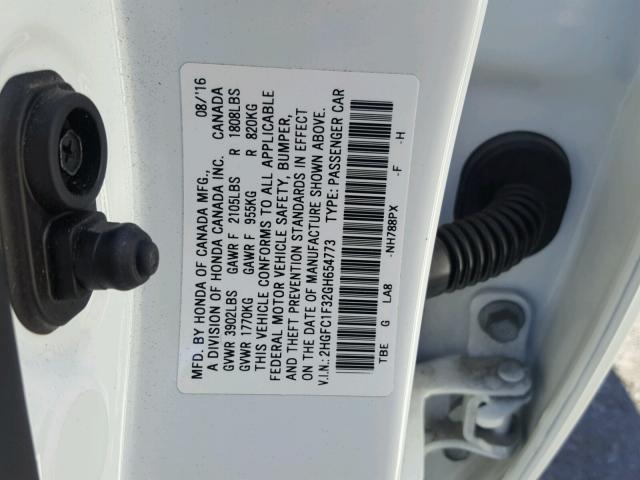 MFD. BY HONDA OF CANADA MFG., 08/'16
A DIVISION OF HONDA CANADA INC. CANADA
GVWR 3902LBS GAWR F 2105LBS R 1808LBS
GVWR 1770KG GAWR F 955KG R 820KG
THIS VEHICLE CONFORMS TO ALL APPLICABLE
FEDERAL MOTOR VEHICLE SAFETY, BUMPER,
AND THEFT PREVENTION STANDARDS IN EFFECT
ON THE DATE OF MANUFACTURE SHOWN ABOVE.
V.I.N.: 2HGFC1F32GH654773 TYPE: PASSENGER CAR
TBE G LA8 -NH788PX -F -H